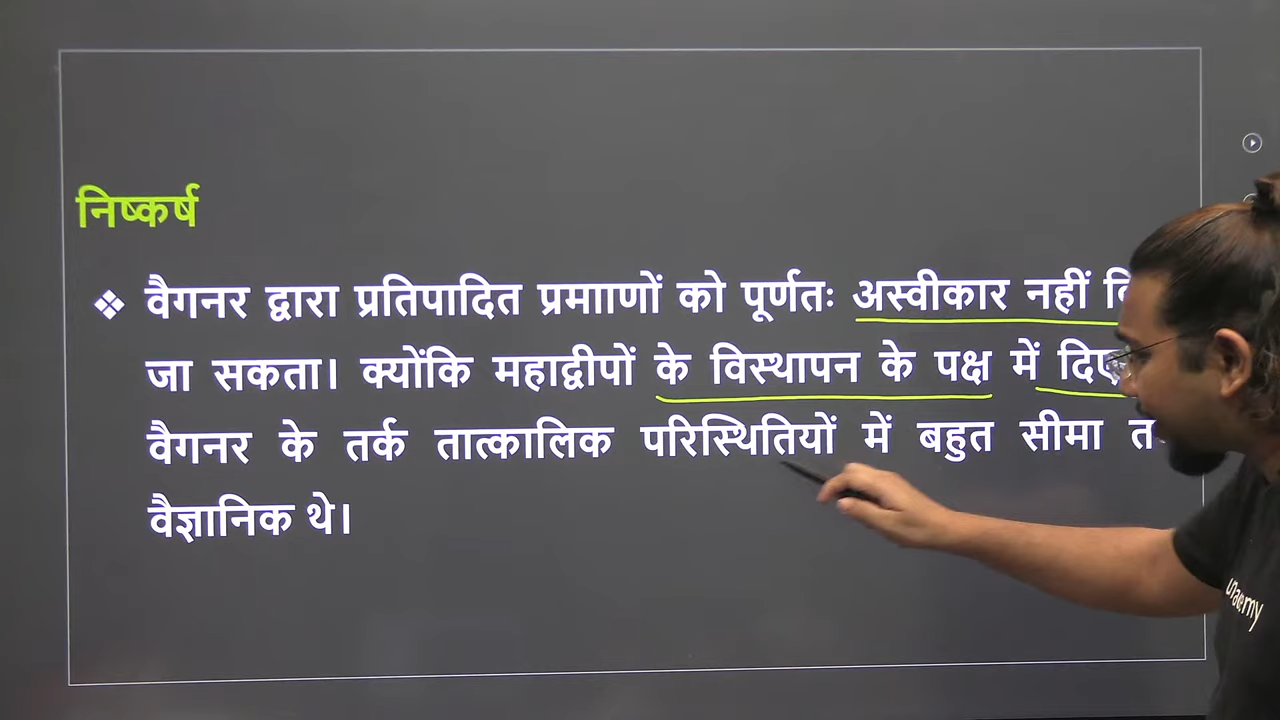 निष्कर्ष
❖ वैगनर द्वारा प्रतिपादित प्रमााणों को पूर्णतः अस्वीकार नहीं
जा सकता। क्योंकि महाद्वीपों के विस्थापन के पक्ष में
वैगनर के तर्क तात्कालिक परिस्थितियों में बहुत सीमा
वैज्ञानिक थे।